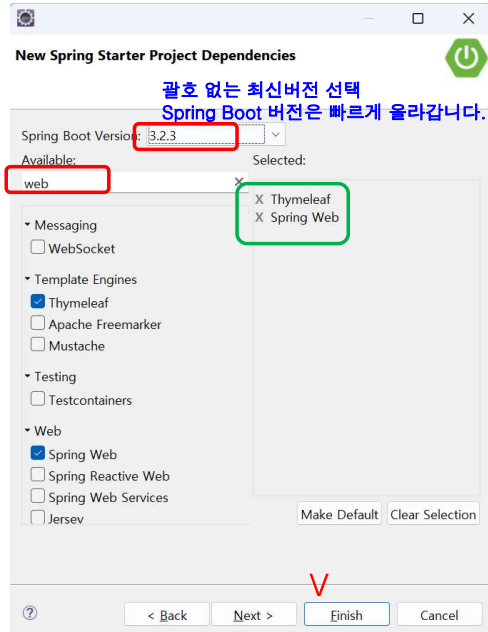 New Spring Starter Project Dependencies
괄호 없는 최신버전 선택
Spring Boot 버전은 빠르게 올라갑니다.
Spring Boot Version: 3.2.3
Available:
Selected:
web
X Thymeleaf
X Spring Web
Messaging
WebSocket
Template Engines
Thymeleaf
Apache Freemarker
Mustache
Testing
Testcontainers
Web
Spring Web
Spring Reactive Web
Spring Web Services
Jersey
Make Default Clear Selection
V
< Back Next > Finish Cancel